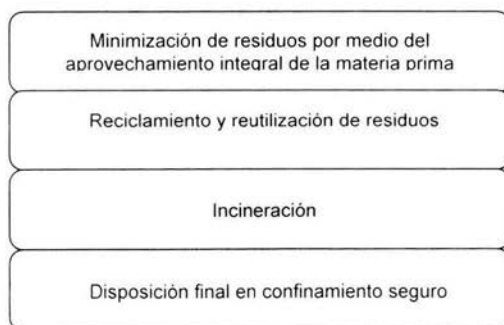 Minimización de residuos por medio del
aprovechamiento integral de la materia prima
Reciclamiento y reutilización de residuos
Incineración
Disposición final en confinamiento seguro